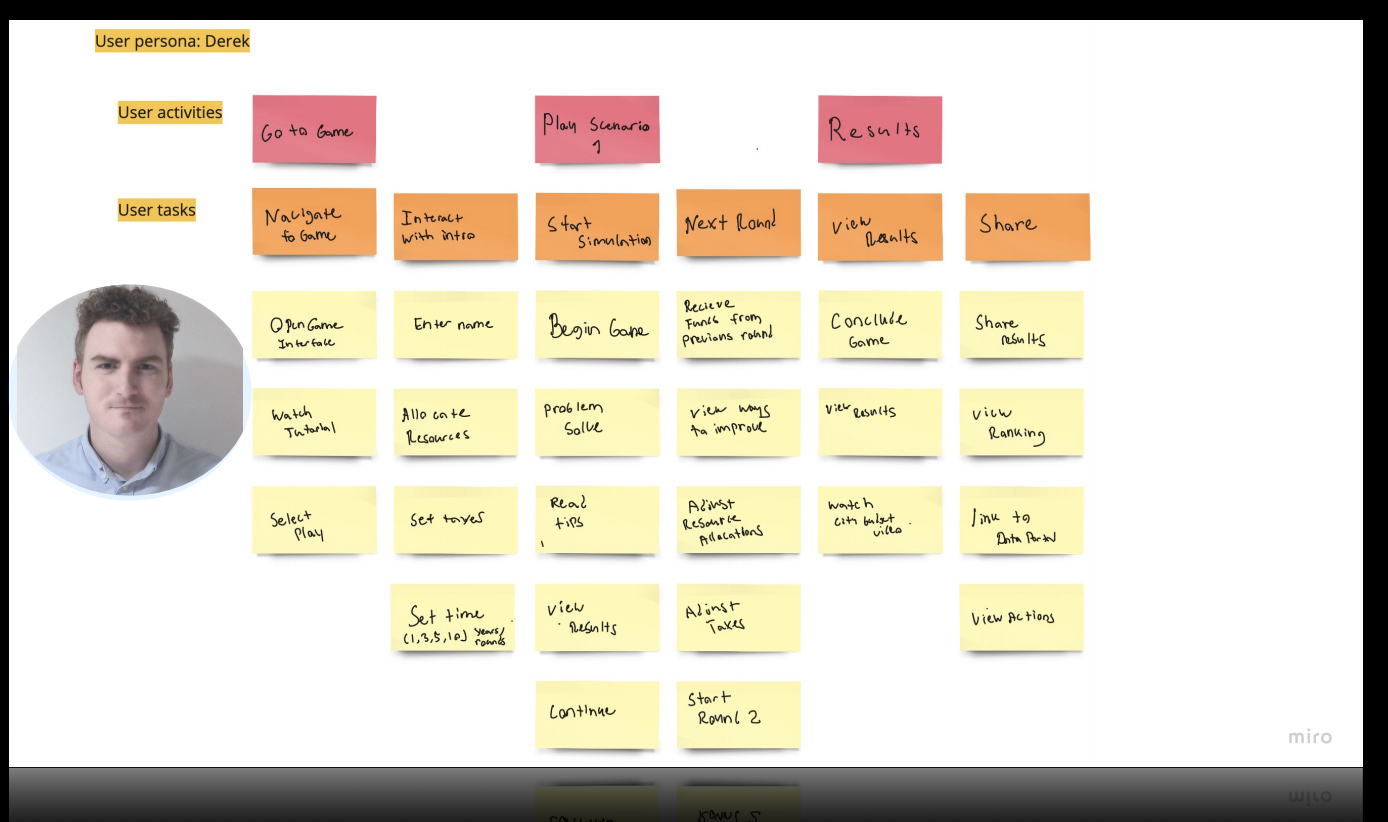 User persona: Derek
User activities
Go to Game
Play Scenario
1
Results
User tasks
Navigate
to Game
Interact
with intro
Start
Simulation
Next Round
View
Results
Share
Open Game
Interface
Enter name
Begin Game
Recieve
Funds from
previous round
Conclude
Game
Share
results
Watch
Tutorial
Allocate
Resources
Problem
Solve
View ways
to improve
View Results
View
Ranking
Select
Play
Set taxes
Read
tips
Adjust
Resource
Allocations
Watch
city budget
video
link to
Data Portal
Set time
(1,3,5,10) years/
rounds
View
Results
Adjust
Taxes
View Actions
Continue
Start
Round 2
miro